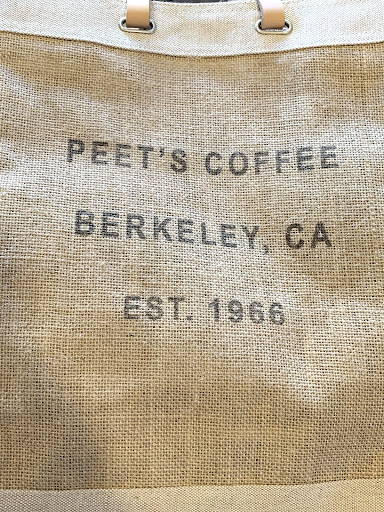 PEET'S COFFEE
BERKELEY, CA
EST. 1966